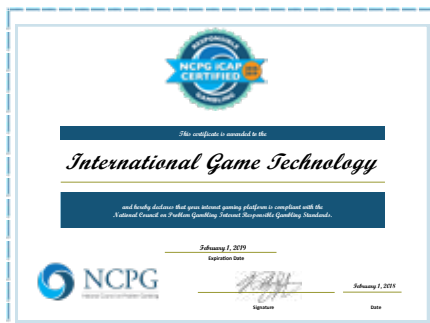 RESPONSIBLE
NCPG iCAP
CERTIFIED
GAMBLING
This certificate is awarded to the
International Game Technology
and hereby declares that your internet gaming platform is compliant with the
National Council on Problem Gambling Internet Responsible Gambling Standards.
February 1, 2019
Expiration Date
NCPG
National Council on Problem Gambling
February 1, 2018
Signature
Date